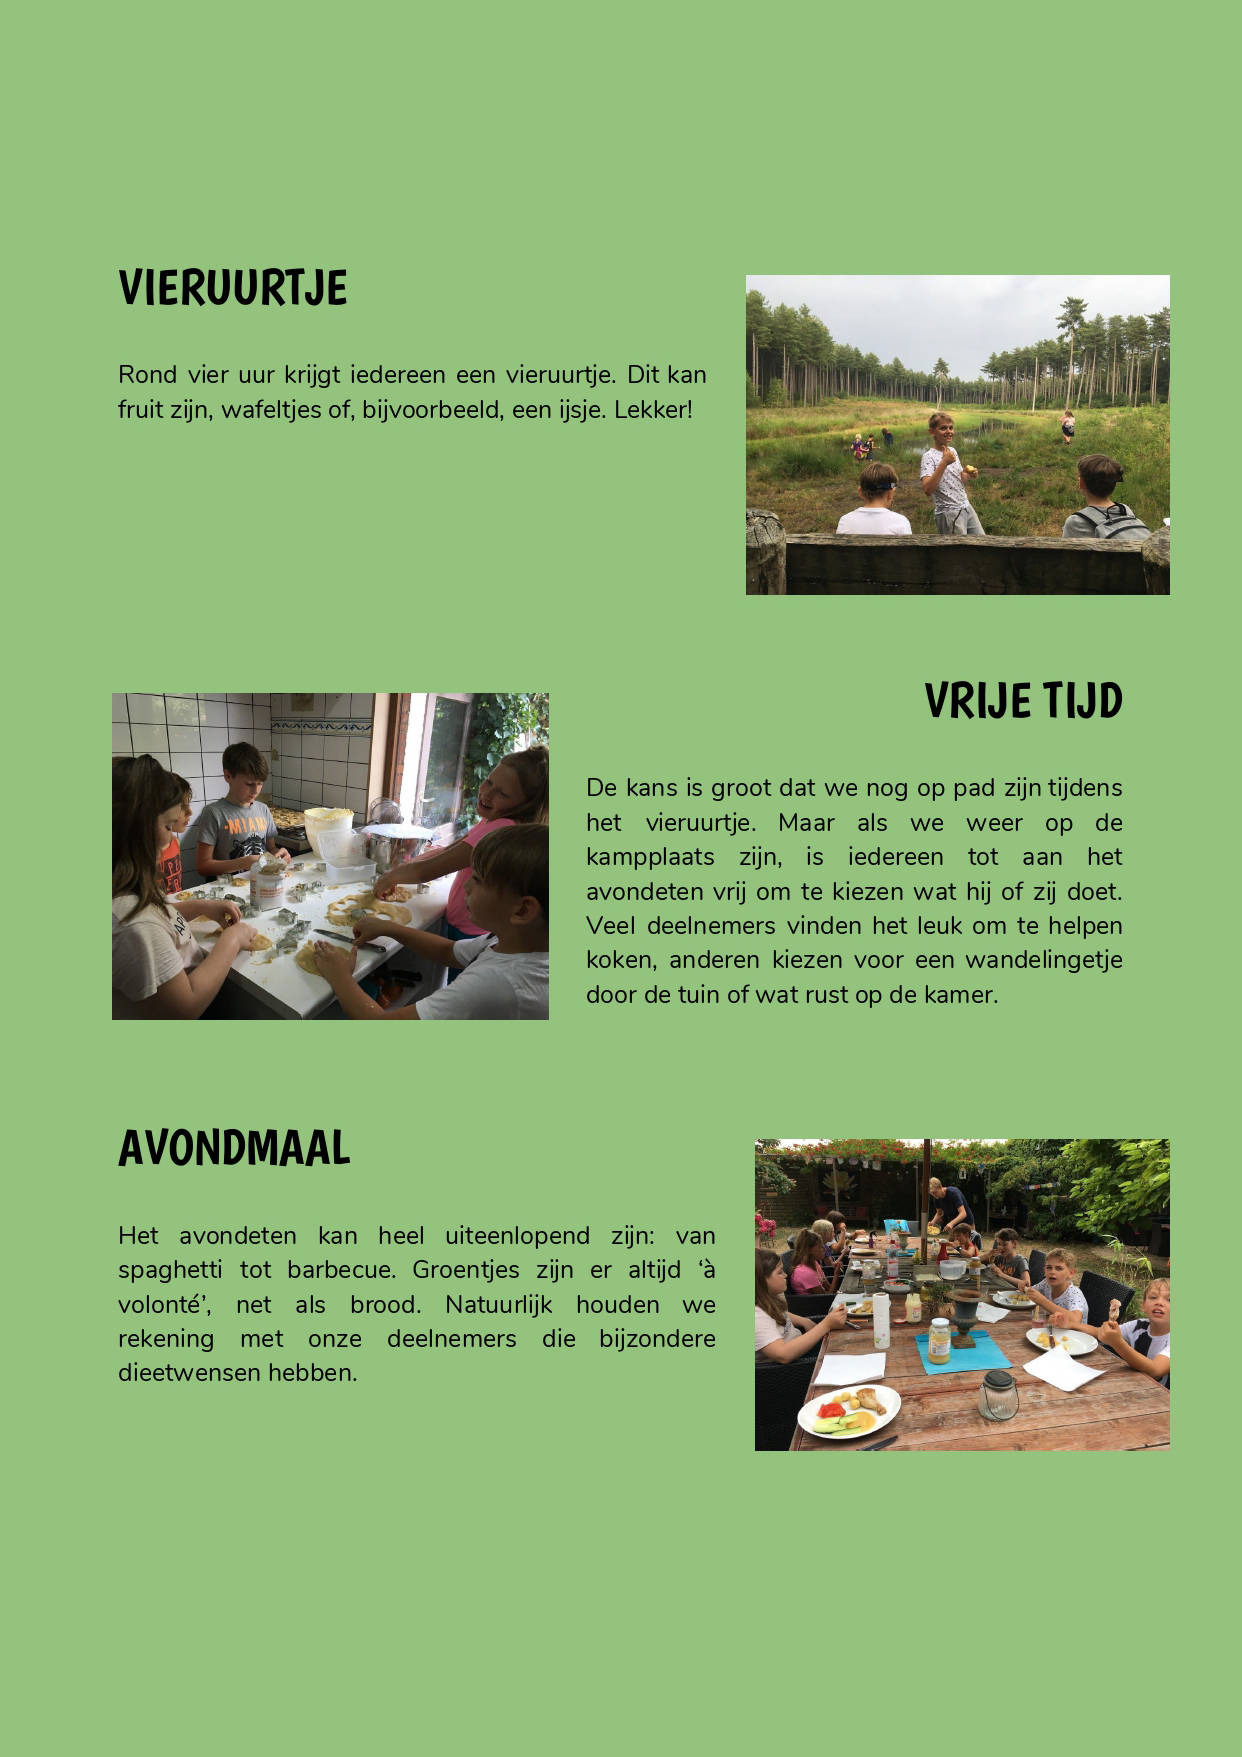 VIERUURTJE
Rond vier uur krijgt iedereen een vieruurtje. Dit kan
fruit zijn, wafeltjes of, bijvoorbeeld, een ijsje. Lekker!
VRIJE TIJD
De kans is groot dat we nog op pad zijn tijdens
het vieruurtje. Maar als we weer op de
kampplaats zijn, is iedereen tot aan het
avondeten vrij om te kiezen wat hij of zij doet.
Veel deelnemers vinden het leuk om te helpen
koken, anderen kiezen voor een wandelingetje
door de tuin of wat rust op de kamer.
MIAMI
AVONDMAAL
Het avondeten kan heel uiteenlopend zijn: van
spaghetti tot barbecue. Groentjes zijn er altijd ‘à
volonté’, net als brood. Natuurlijk houden we
rekening met onze deelnemers die bijzondere
dieetwensen hebben.